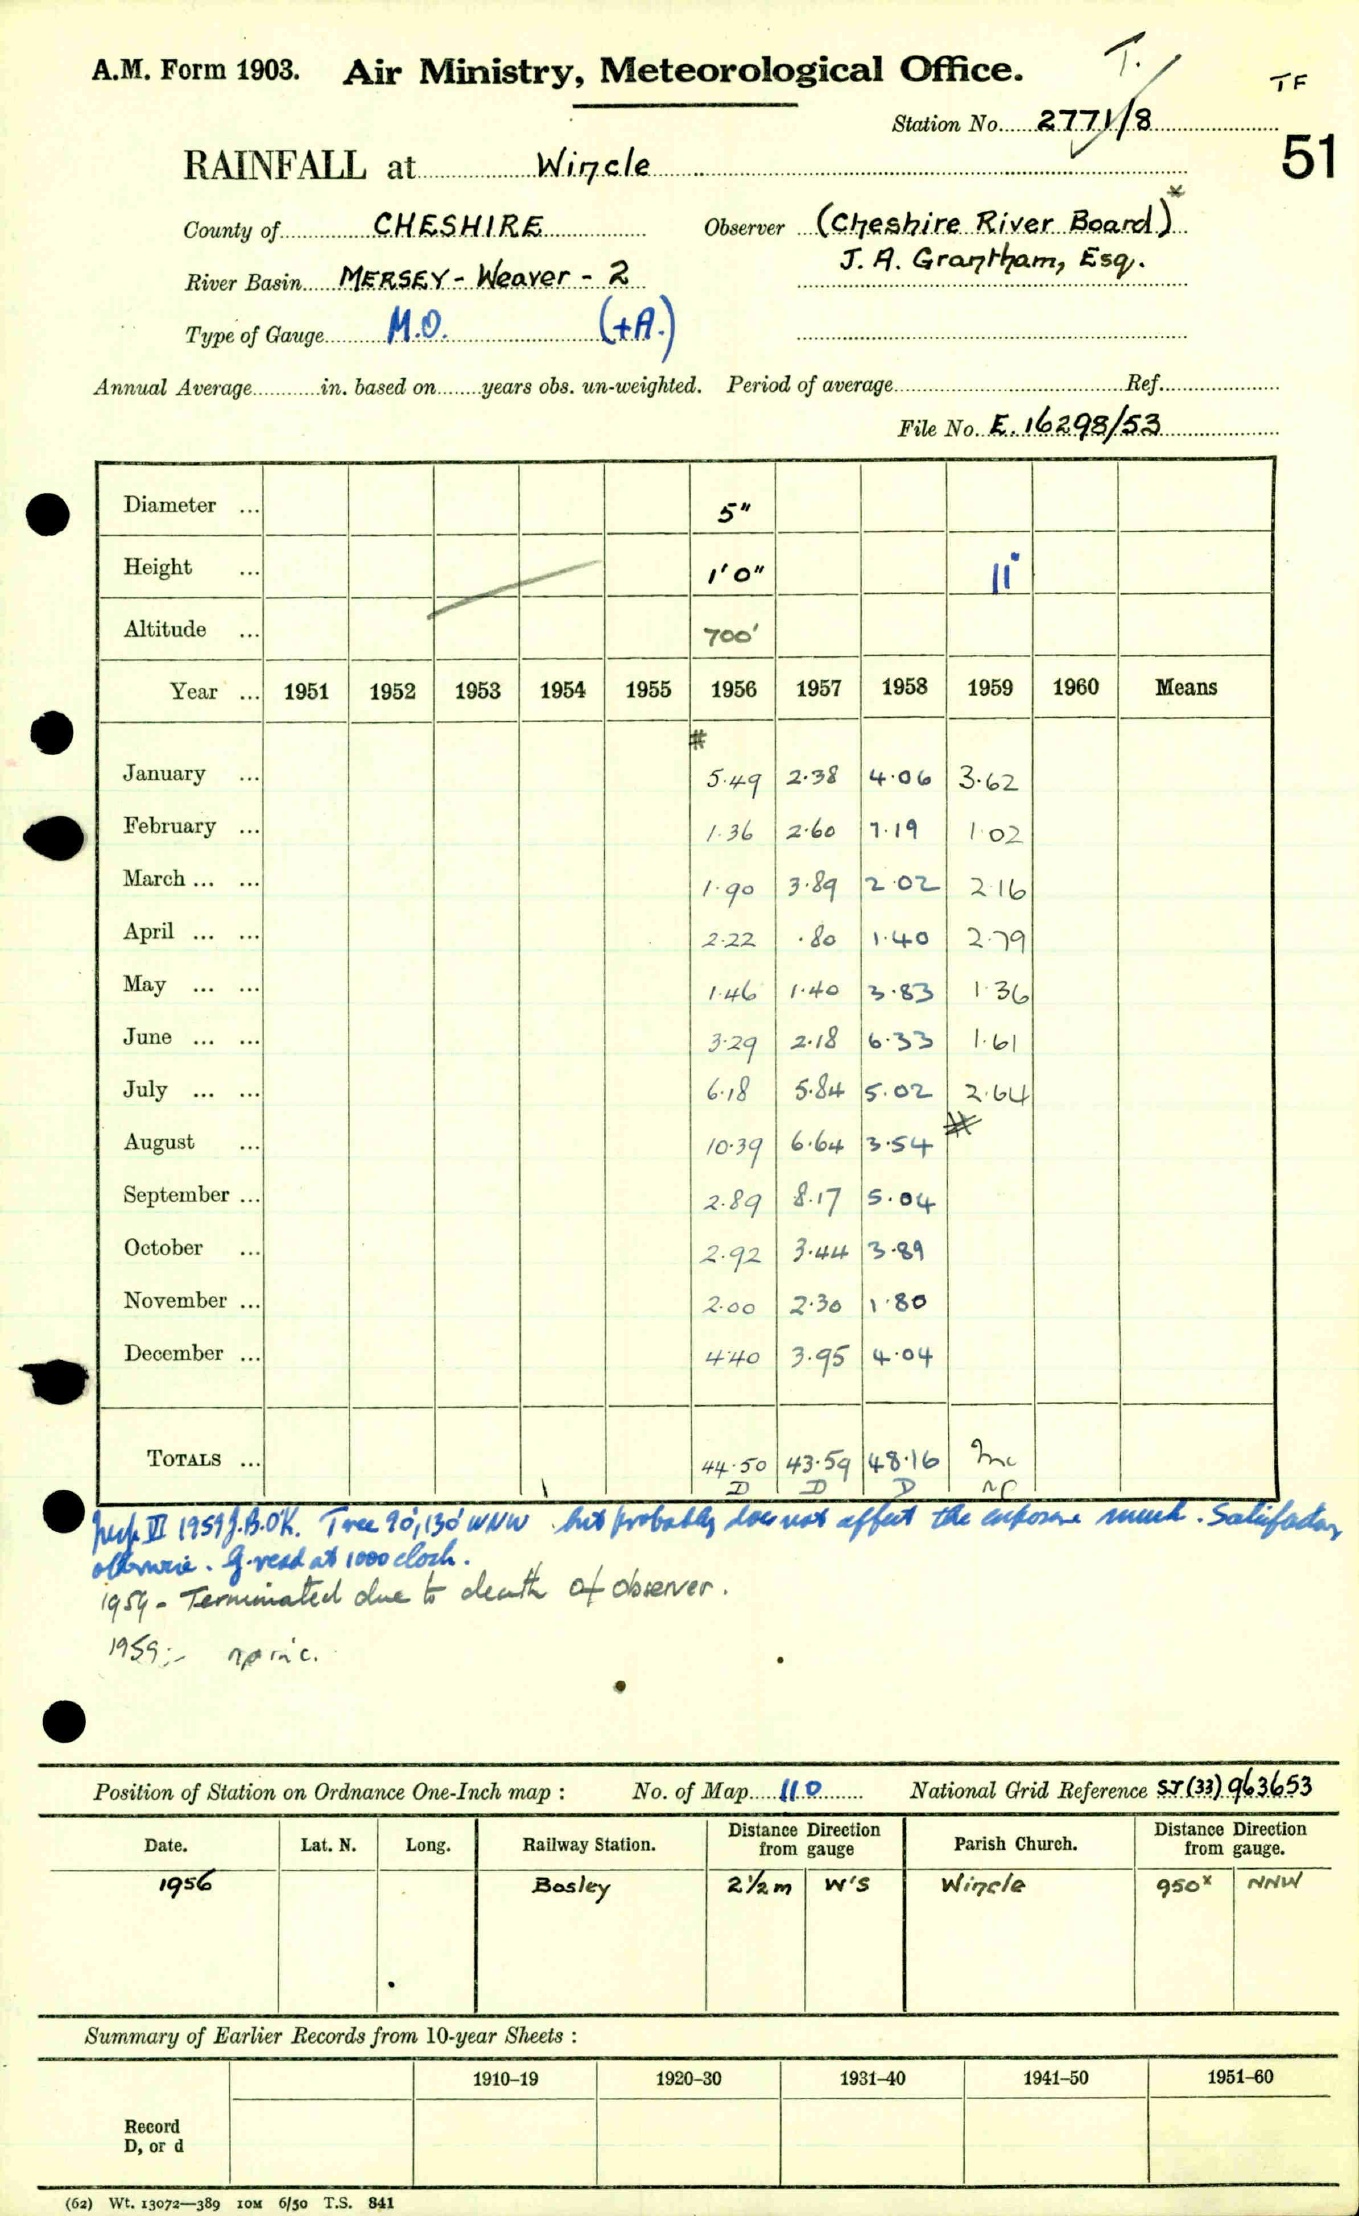 T.
A.M. Form 1903. Air Ministry, Meteorological Office.
TF
Station No. 2771/8
51
RAINFALL at Wincle
County of CHESHIRE Observer (Cheshire River Board)*
River Basin MERSEY - Weaver - 2 J. A. Grantham, Esq.
Type of Gauge M.O. (+A.)
Annual Average in. based on years obs. un-weighted. Period of average Ref.
File No. E.16298/53
Diameter ... 5"
Height ... 1'0" 11"
Altitude ... 700'
Year ... 1951 1952 1953 1954 1955 1956 1957 1958 1959 1960 Means
#
January ... 5.49 2.38 4.06 3.62
February ... 1.36 2.60 7.19 1.02
March ... ... 1.90 3.89 2.02 2.16
April ... ... 2.22 .80 1.40 2.79
May ... ... 1.46 1.40 3.83 1.36
June ... ... 3.29 2.18 6.33 1.61
July ... ... 6.18 5.84 5.02 2.64
August ... 10.39 6.64 3.54 #
September ... 2.89 8.17 5.04
October ... 2.92 3.44 3.89
November ... 2.00 2.30 1.80
December ... 4.40 3.95 4.04
TOTALS ... 44.50 43.59 48.16 Inc
D D D
Insp. VI 1959 J.B. O'K. Tree 90', 130' WNW but probably does not affect the exposure much. Satisfactory
otherwise. G. read at 1000 clock.
1959 - Terminated due to death of observer.
1959:-
Position of Station on Ordnance One-Inch map : No. of Map 110 National Grid Reference SJ (33) 963653
Date. Lat. N. Long. Railway Station. Distance from Direction gauge Parish Church. Distance from Direction gauge.
1956 Bosley 2½m W'S Wincle 950x NNW
Summary of Earlier Records from 10-year Sheets :
1910–19 1920–30 1931–40 1941–50 1951–60
Record
D, or d
(62) Wt. 13072—389 10M 6/50 T.S. 841